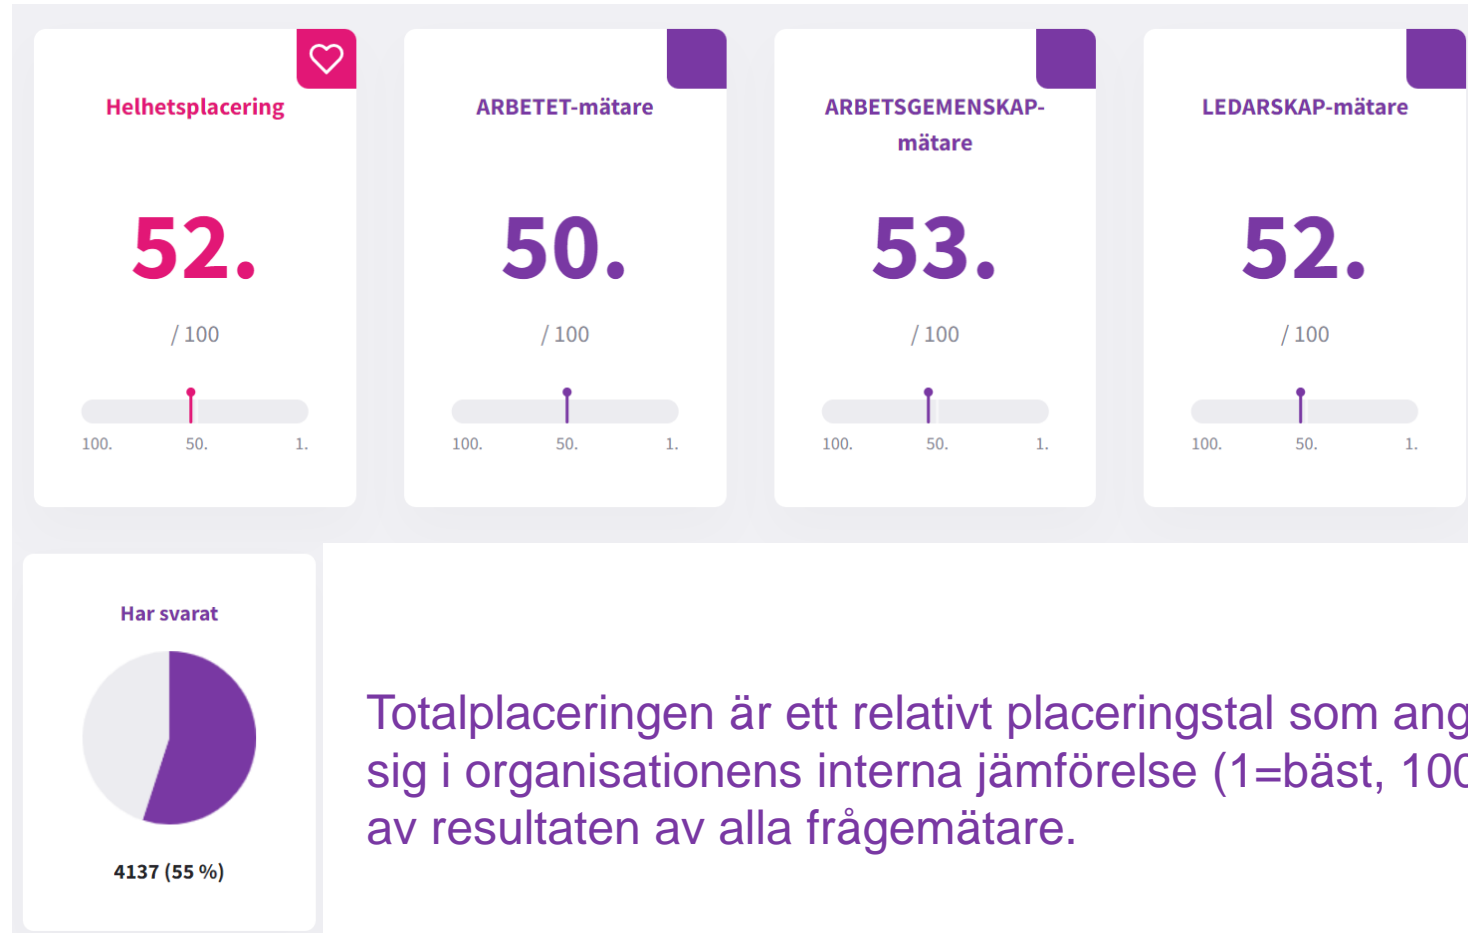 Helhetsplacering
52.
/ 100
100. 50. 1.
ARBETET-mätare
50.
/ 100
100. 50. 1.
ARBETSGEMENSKAP-
mätare
53.
/ 100
100. 50. 1.
LEDARSKAP-mätare
52.
/ 100
100. 50. 1.
Har svarat
4137 (55 %)
Totalplaceringen är ett relativt placeringstal som ang
sig i organisationens interna jämförelse (1=bäst, 100
av resultaten av alla frågemätare.